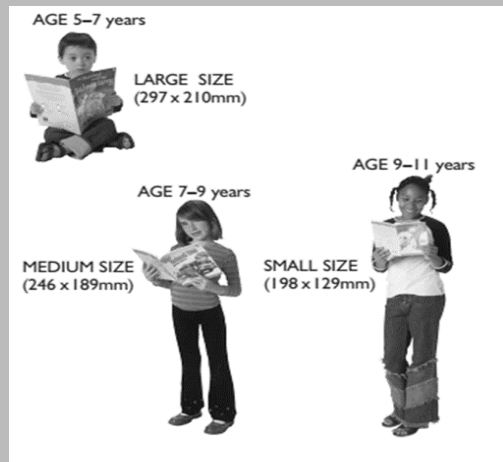 AGE 5–7 years
LARGE SIZE
(297 x 210mm)
AGE 9–11 years
AGE 7–9 years
MEDIUM SIZE
(246 x 189mm)
SMALL SIZE
(198 x 129mm)